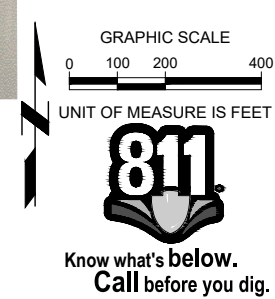 GRAPHIC SCALE
0 100 200 400
UNIT OF MEASURE IS FEET
N
811
Know what's below.
Call before you dig.